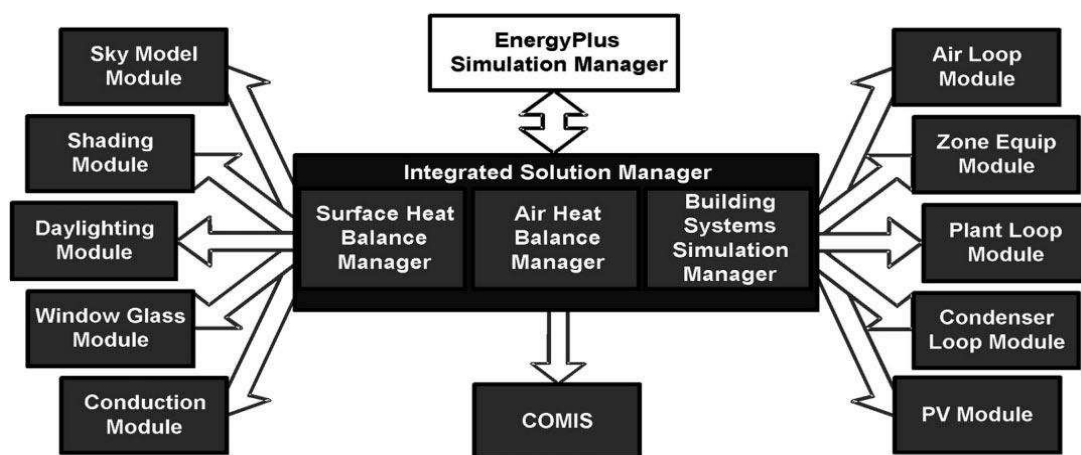 Sky Model
Module
Shading
Module
Daylighting
Module
Window Glass
Module
Conduction
Module
EnergyPlus
Simulation Manager
Integrated Solution Manager
Surface Heat
Balance
Manager
Air Heat
Balance
Manager
Building
Systems
Simulation
Manager
COMIS
Air Loop
Module
Zone Equip
Module
Plant Loop
Module
Condenser
Loop Module
PV Module